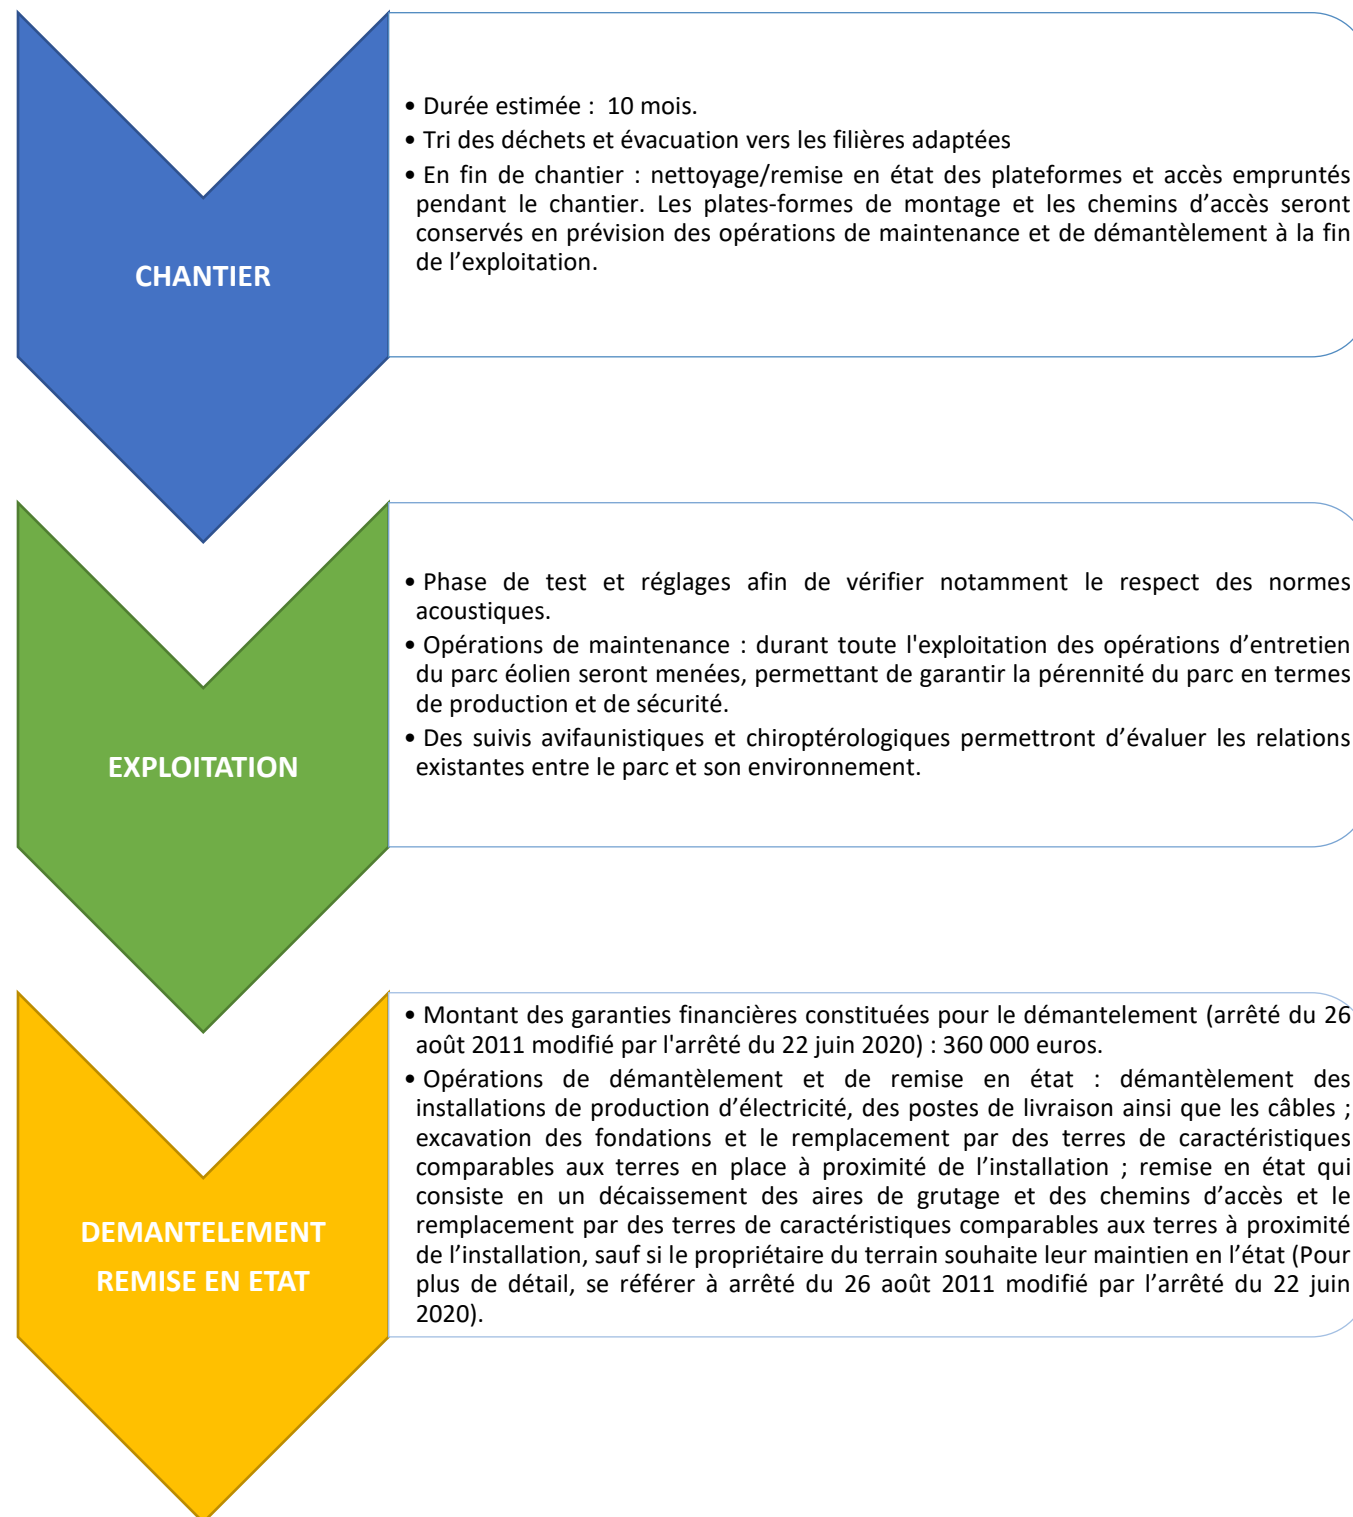 CHANTIER
• Durée estimée : 10 mois.
• Tri des déchets et évacuation vers les filières adaptées
• En fin de chantier : nettoyage/remise en état des plateformes et accès empruntés
pendant le chantier. Les plates-formes de montage et les chemins d’accès seront
conservés en prévision des opérations de maintenance et de démantèlement à la fin
de l’exploitation.
EXPLOITATION
• Phase de test et réglages afin de vérifier notamment le respect des normes
acoustiques.
• Opérations de maintenance : durant toute l'exploitation des opérations d’entretien
du parc éolien seront menées, permettant de garantir la pérennité du parc en termes
de production et de sécurité.
• Des suivis avifaunistiques et chiroptérologiques permettront d’évaluer les relations
existantes entre le parc et son environnement.
DEMANTELEMENT
REMISE EN ETAT
• Montant des garanties financières constituées pour le démantelement (arrêté du 26
août 2011 modifié par l'arrêté du 22 juin 2020) : 360 000 euros.
• Opérations de démantèlement et de remise en état : démantèlement des
installations de production d’électricité, des postes de livraison ainsi que les câbles ;
excavation des fondations et le remplacement par des terres de caractéristiques
comparables aux terres en place à proximité de l’installation ; remise en état qui
consiste en un décaissement des aires de grutage et des chemins d’accès et le
remplacement par des terres de caractéristiques comparables aux terres à proximité
de l’installation, sauf si le propriétaire du terrain souhaite leur maintien en l’état (Pour
plus de détail, se référer à arrêté du 26 août 2011 modifié par l’arrêté du 22 juin
2020).